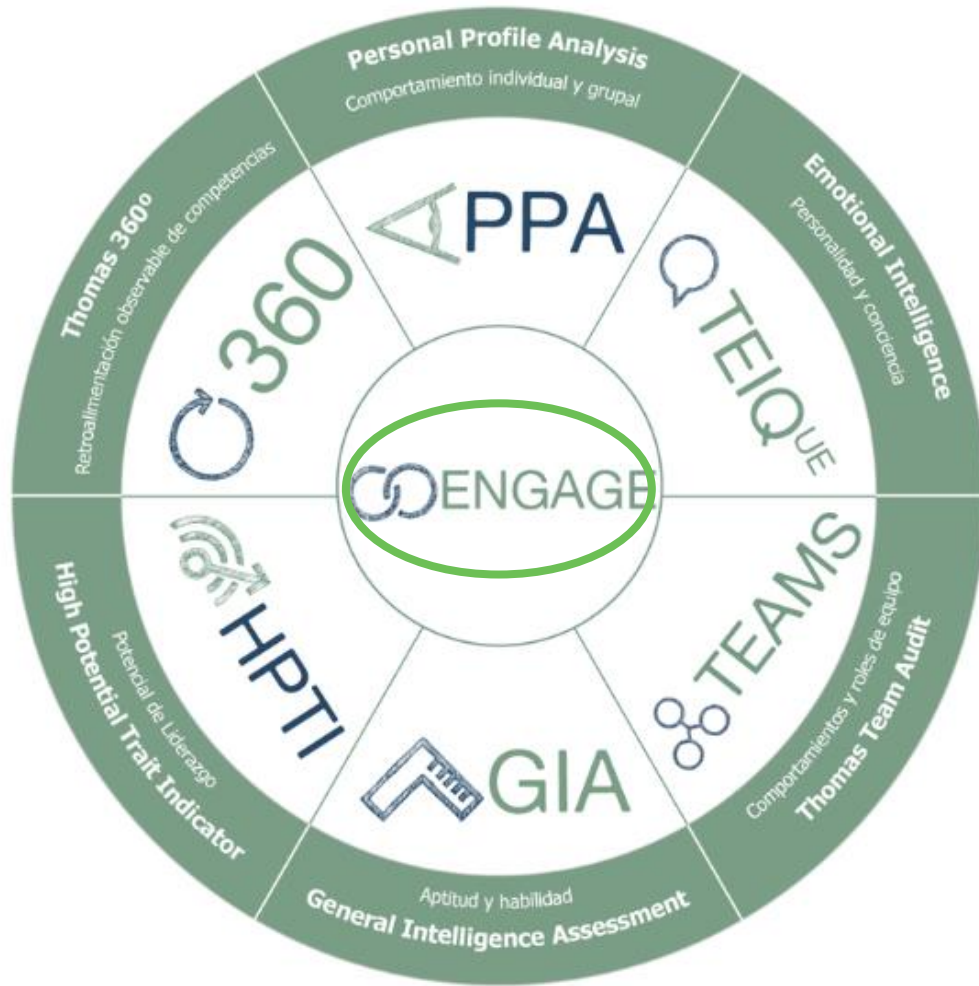 Personal Profile Analysis
Comportamiento individual y grupal
PPA
Emotional Intelligence
Personalidad y conciencia
TEIQUE
Thomas Team Audit
Comportamientos y roles de equipo
TEAMS
General Intelligence Assessment
Aptitud y habilidad
GIA
High Potential Trait Indicator
Potencial de Liderazgo
HPTI
Thomas 360º
Retroalimentación observable de competencias
360
ENGAGE